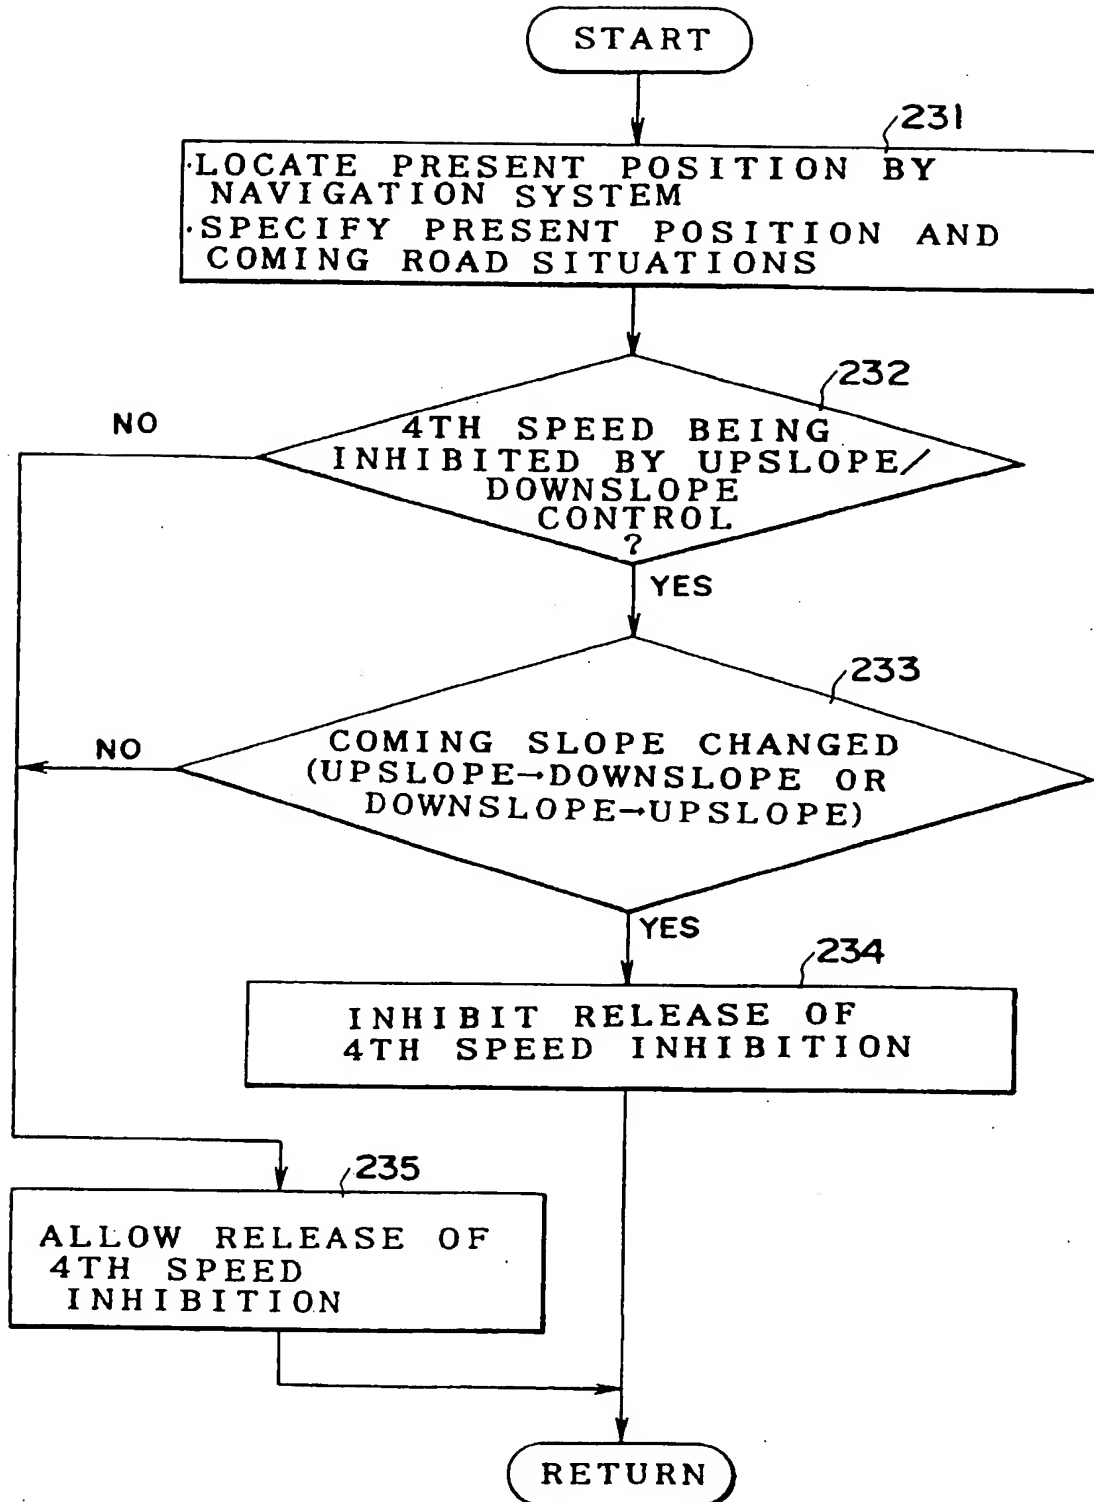 START
231
·LOCATE PRESENT POSITION BY
NAVIGATION SYSTEM
·SPECIFY PRESENT POSITION AND
COMING ROAD SITUATIONS
232
NO
4TH SPEED BEING
INHIBITED BY UPSLOPE/
DOWNSLOPE
CONTROL
?
YES
233
NO
COMING SLOPE CHANGED
(UPSLOPE→DOWNSLOPE OR
DOWNSLOPE→UPSLOPE)
YES
234
INHIBIT RELEASE OF
4TH SPEED INHIBITION
235
ALLOW RELEASE OF
4TH SPEED
INHIBITION
RETURN